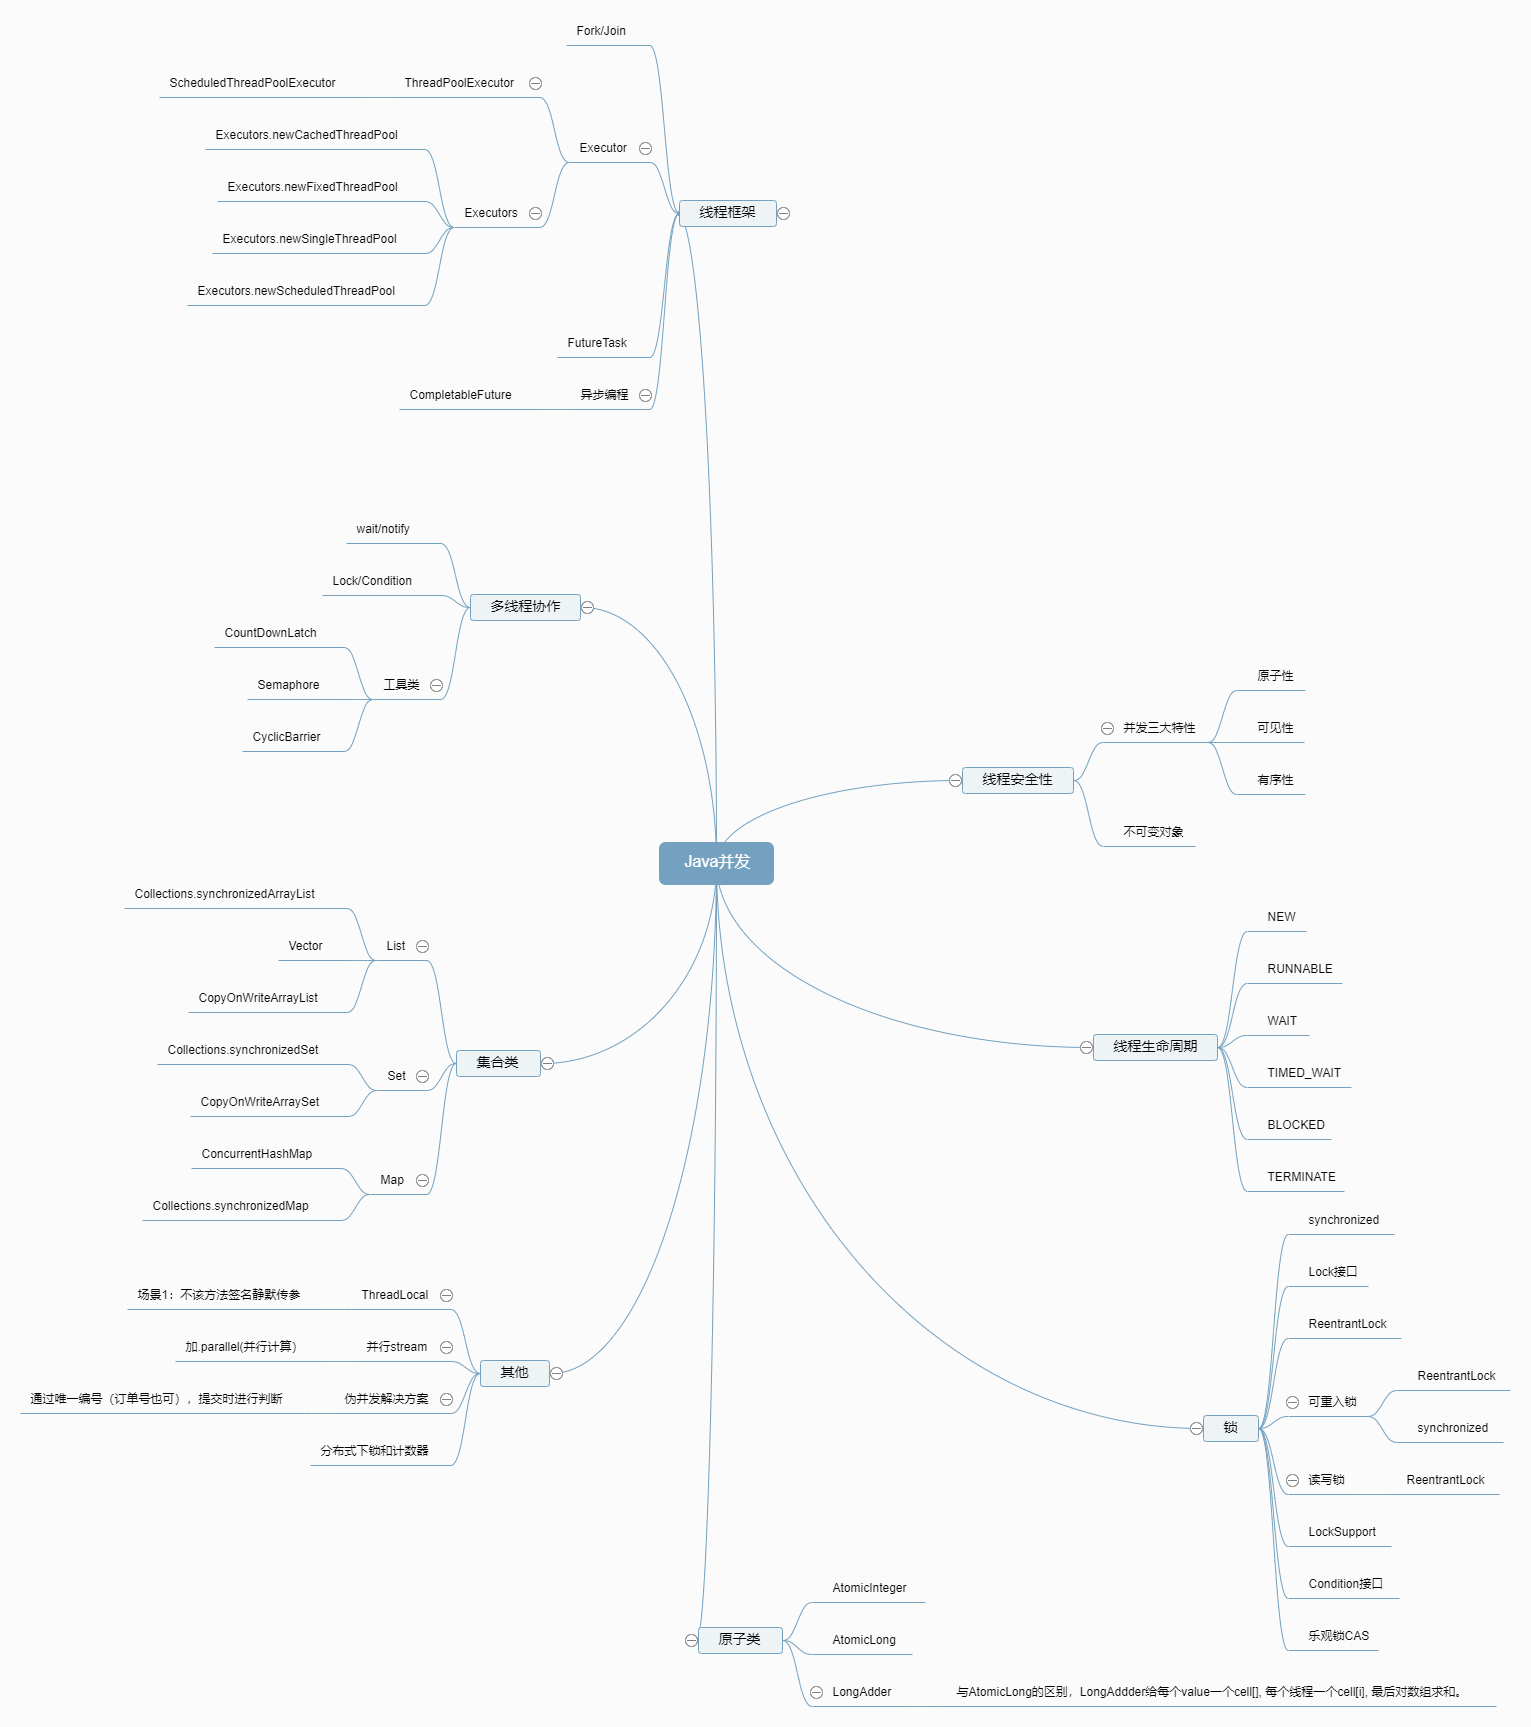 Java并发
线程框架
Fork/Join
Executor
ThreadPoolExecutor
ScheduledThreadPoolExecutor
Executors
Executors.newCachedThreadPool
Executors.newFixedThreadPool
Executors.newSingleThreadPool
Executors.newScheduledThreadPool
FutureTask
异步编程
CompletableFuture
多线程协作
wait/notify
Lock/Condition
工具类
CountDownLatch
Semaphore
CyclicBarrier
集合类
List
Collections.synchronizedArrayList
Vector
CopyOnWriteArrayList
Set
Collections.synchronizedSet
CopyOnWriteArraySet
Map
ConcurrentHashMap
Collections.synchronizedMap
其他
ThreadLocal
场景1：不该方法签名静默传参
并行stream
加.parallel(并行计算)
伪并发解决方案
通过唯一编号（订单号也可），提交时进行判断
分布式下锁和计数器
线程安全性
并发三大特性
原子性
可见性
有序性
不可变对象
线程生命周期
NEW
RUNNABLE
WAIT
TIMED_WAIT
BLOCKED
TERMINATE
锁
synchronized
Lock接口
ReentrantLock
可重入锁
ReentrantLock
synchronized
读写锁
ReentrantLock
LockSupport
Condition接口
乐观锁CAS
原子类
AtomicInteger
AtomicLong
LongAdder
与AtomicLong的区别，LongAddder给每个value一个cell[], 每个线程一个cell[i], 最后对数组求和。